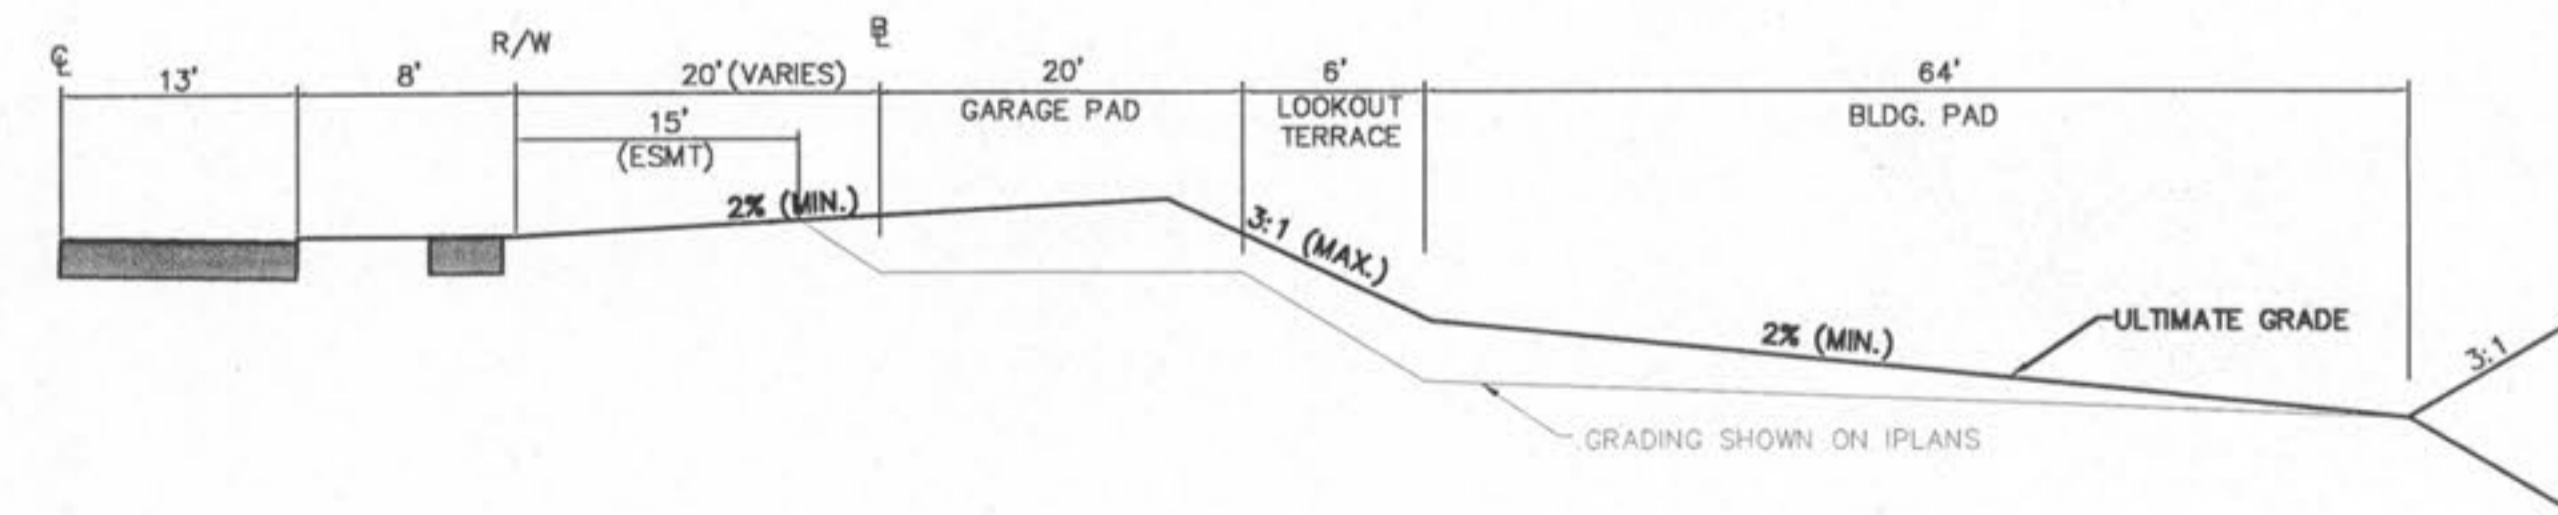 ℄
R/W
BL
13'
8'
20'(VARIES)
20'
6'
64'
15'
(ESMT)
GARAGE PAD
LOOKOUT
TERRACE
BLDG. PAD
2% (MIN.)
3:1 (MAX.)
2% (MIN.)
ULTIMATE GRADE
3:1
GRADING SHOWN ON IPLANS